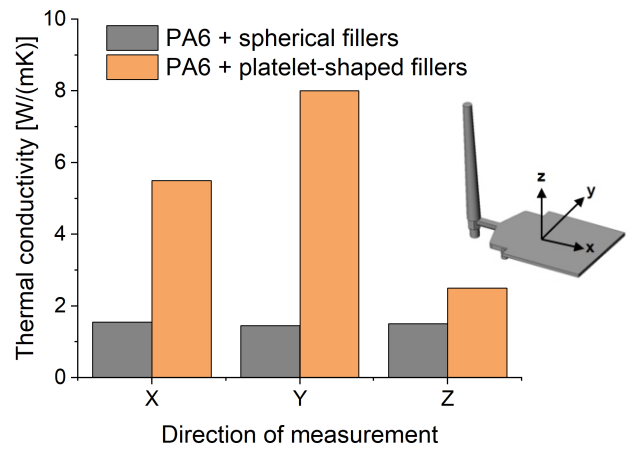 10
8
6
4
2
0
Thermal conductivity [W/(mK)]
PA6 + spherical fillers
PA6 + platelet-shaped fillers
z
y
x
X Y Z
Direction of measurement